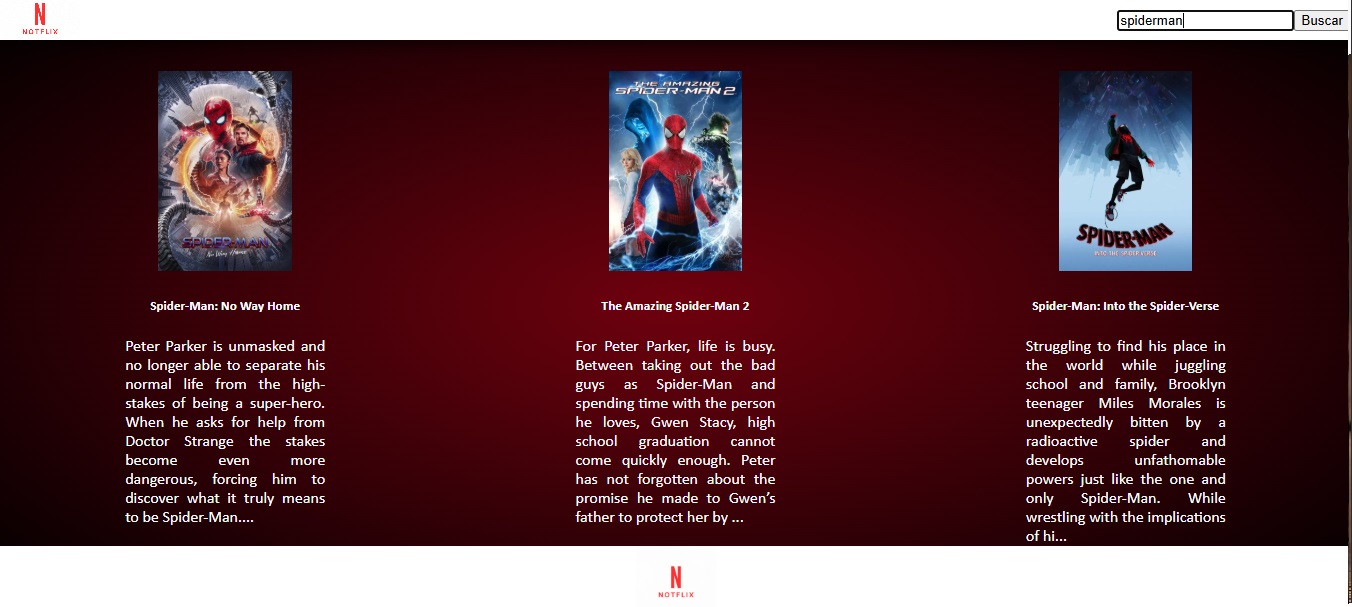 N
NOTFLIX
spiderman
Buscar
SPIDER-MAN
No Way Home
THE AMAZING
SPIDER-MAN 2
SPIDER-MAN
INTO THE SPIDER-VERSE
Spider-Man: No Way Home
The Amazing Spider-Man 2
Spider-Man: Into the Spider-Verse
Peter Parker is unmasked and
no longer able to separate his
normal life from the high-
stakes of being a super-hero.
When he asks for help from
Doctor Strange the stakes
become even more
dangerous, forcing him to
discover what it truly means
to be Spider-Man....
For Peter Parker, life is busy.
Between taking out the bad
guys as Spider-Man and
spending time with the person
he loves, Gwen Stacy, high
school graduation cannot
come quickly enough. Peter
has not forgotten about the
promise he made to Gwen’s
father to protect her by ...
Struggling to find his place in
the world while juggling
school and family, Brooklyn
teenager Miles Morales is
unexpectedly bitten by a
radioactive spider and
develops unfathomable
powers just like the one and
only Spider-Man. While
wrestling with the implications
of hi...
N
NOTFLIX